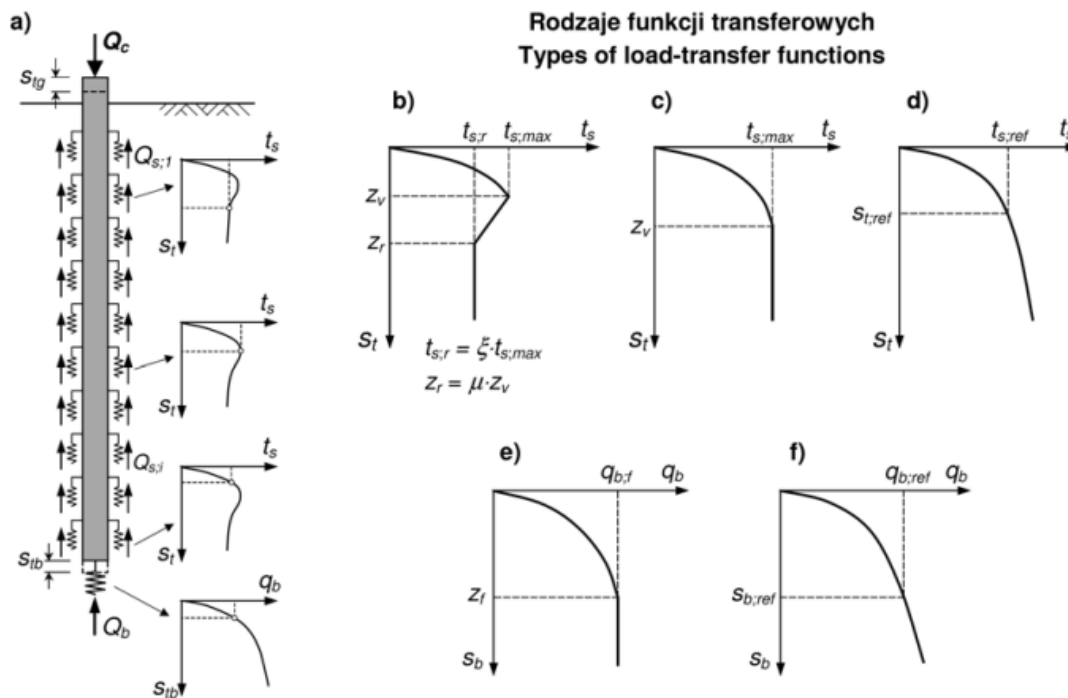 a)
Q_c
s_tg
t_s
Q_s;1
s_t
t_s
s_t
t_s
Q_s;i
s_t
s_tb
q_b
Q_b
s_tb
Rodzaje funkcji transferowych
Types of load-transfer functions
b)
t_s;r t_s;max t_s
z_v
z_r
s_t
t_s;r = ξ·t_s;max
z_r = μ·z_v
c)
t_s;max t_s
z_v
s_t
d)
t_s;ref
s_t;ref
s_t
e)
q_b;f q_b
z_f
s_b
f)
q_b;ref q_b
s_b;ref
s_b